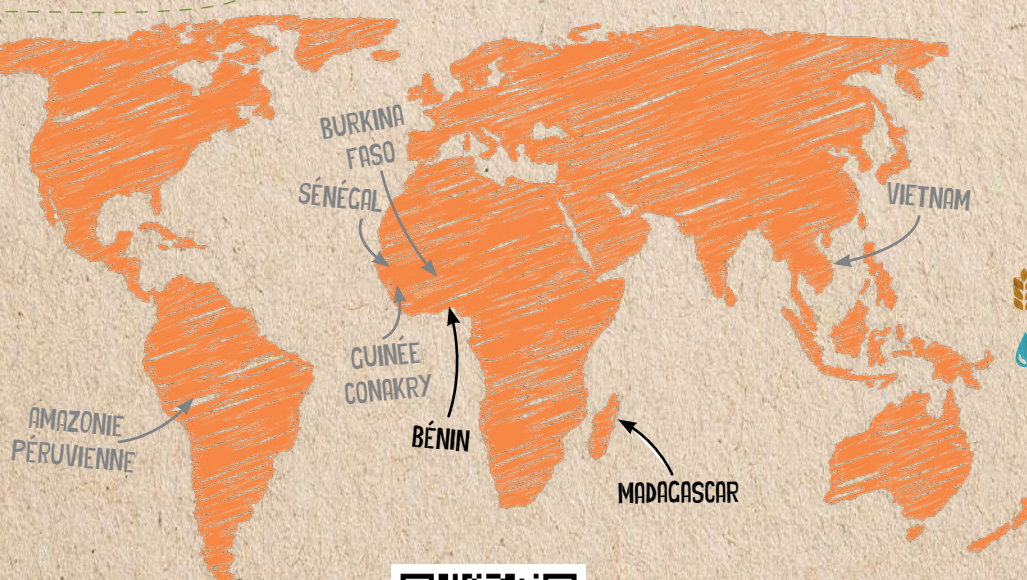 BURKINA
FASO
SÉNÉGAL
VIETNAM
GUINÉE
CONAKRY
AMAZONIE
PÉRUVIENNE
BÉNIN
MADAGASCAR